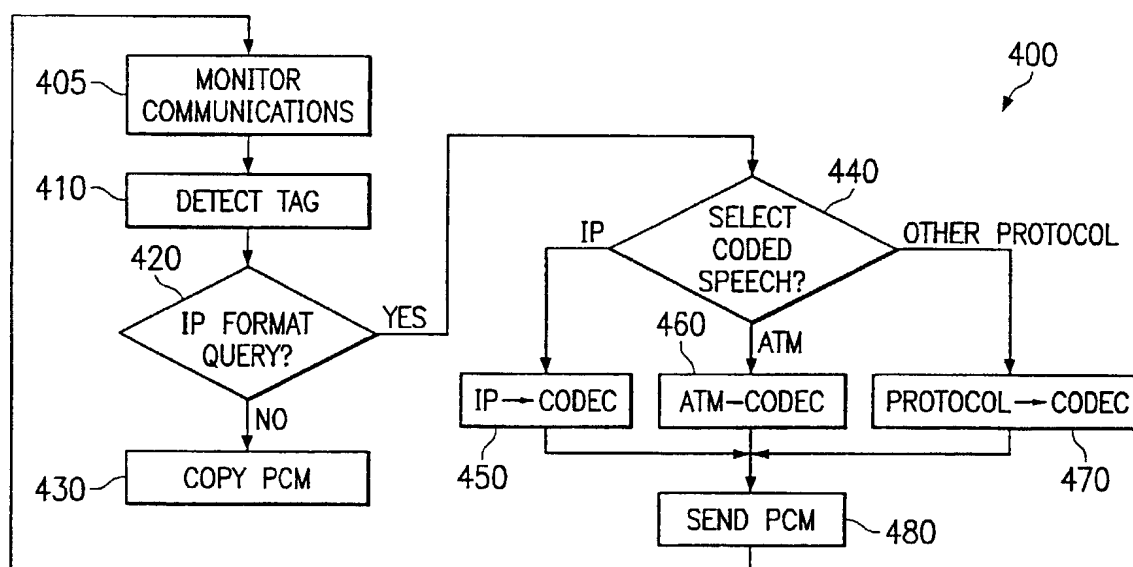 400
405
MONITOR
COMMUNICATIONS
410
DETECT TAG
420
IP FORMAT
QUERY?
YES
NO
430
COPY PCM
440
SELECT
CODED
SPEECH?
IP
OTHER PROTOCOL
ATM
460
IP→CODEC
450
ATM–CODEC
PROTOCOL→CODEC
470
SEND PCM
480